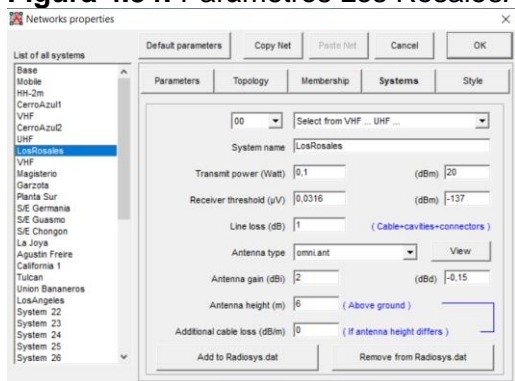 Figura 4.34. Parámetros Los Rosales.
Networks properties
Default parameters
Copy Net
Paste Net
Cancel
OK
List of all systems
Base
Mobile
HH-2m
CerroAzul1
VHF
CerroAzul2
UHF
LosRosales
VHF
Magisterio
Garzota
Planta Sur
S/E Germania
S/E Guasmo
S/E Chongon
La Joya
Agustin Freire
California 1
Tulcan
Union Bananeros
LosAngeles
System 22
System 23
System 24
System 25
System 26
Parameters
Topology
Membership
Systems
Style
00
Select from VHF ... UHF ...
System name LosRosales
Transmit power (Watt) 0,1 (dBm) 20
Receiver threshold (µV) 0,0316 (dBm) -137
Line loss (dB) 1 ( Cable+cavities+connectors )
Antenna type omni.ant View
Antenna gain (dBi) 2 (dBd) -0,15
Antenna height (m) 6 ( Above ground )
Additional cable loss (dB/m) 0 ( If antenna height differs )
Add to Radiosys.dat
Remove from Radiosys.dat